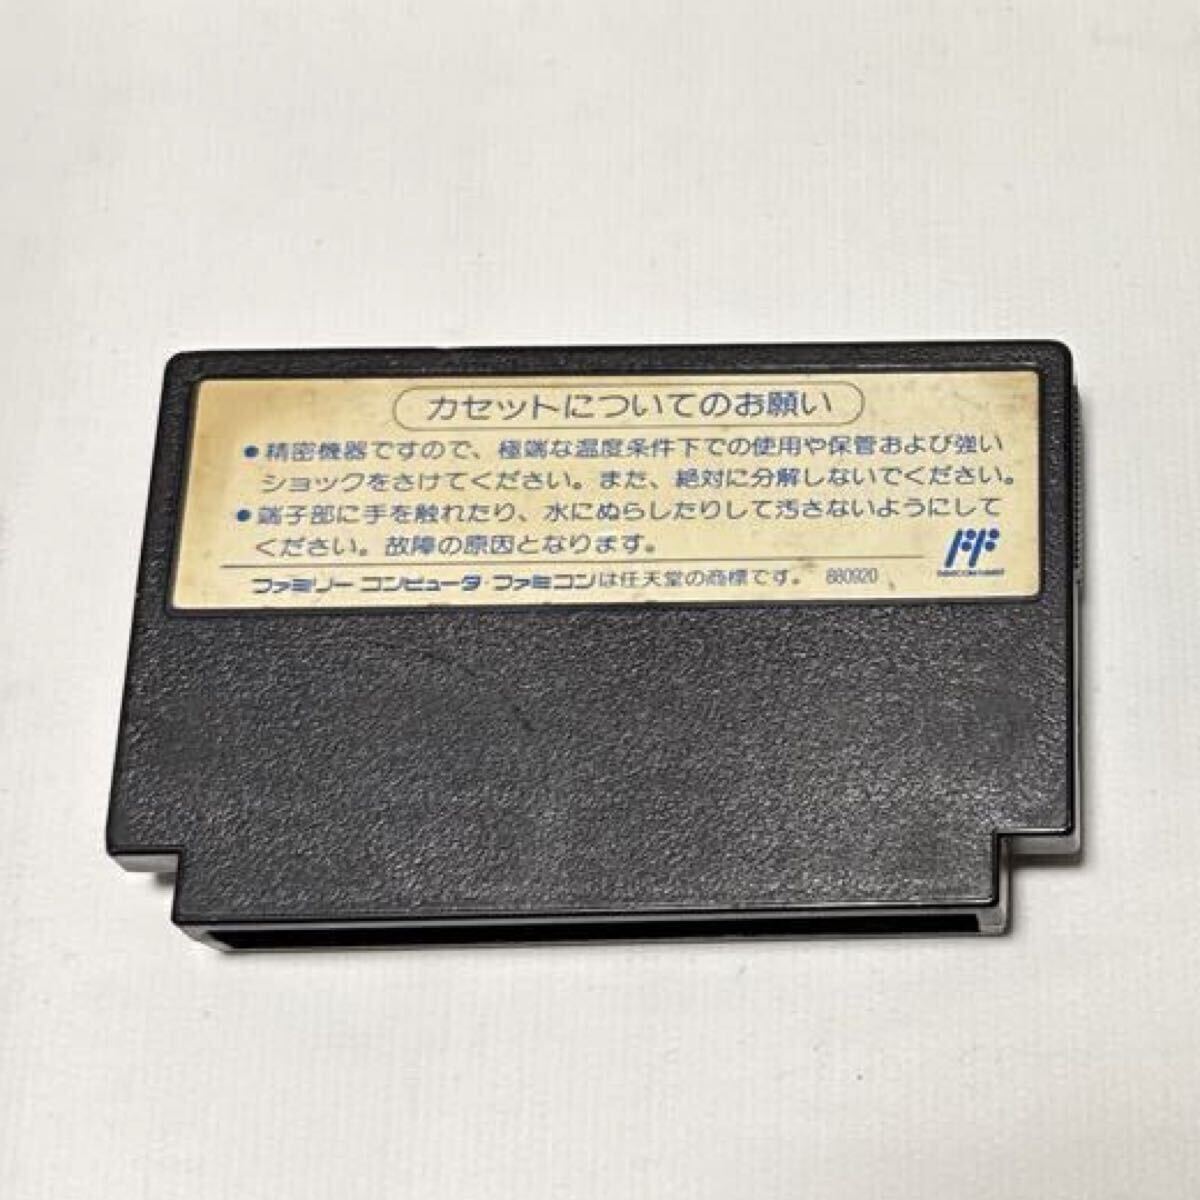 カセットについてのお願い
●精密機器ですので、極端な温度条件下での使用や保管および強い
ショックをさけてください。また、絶対に分解しないでください。
●端子部に手を触れたり、水にぬらしたりして汚さないようにして
ください。故障の原因となります。
ファミリーコンピュータ・ファミコンは任天堂の商標です。 880920